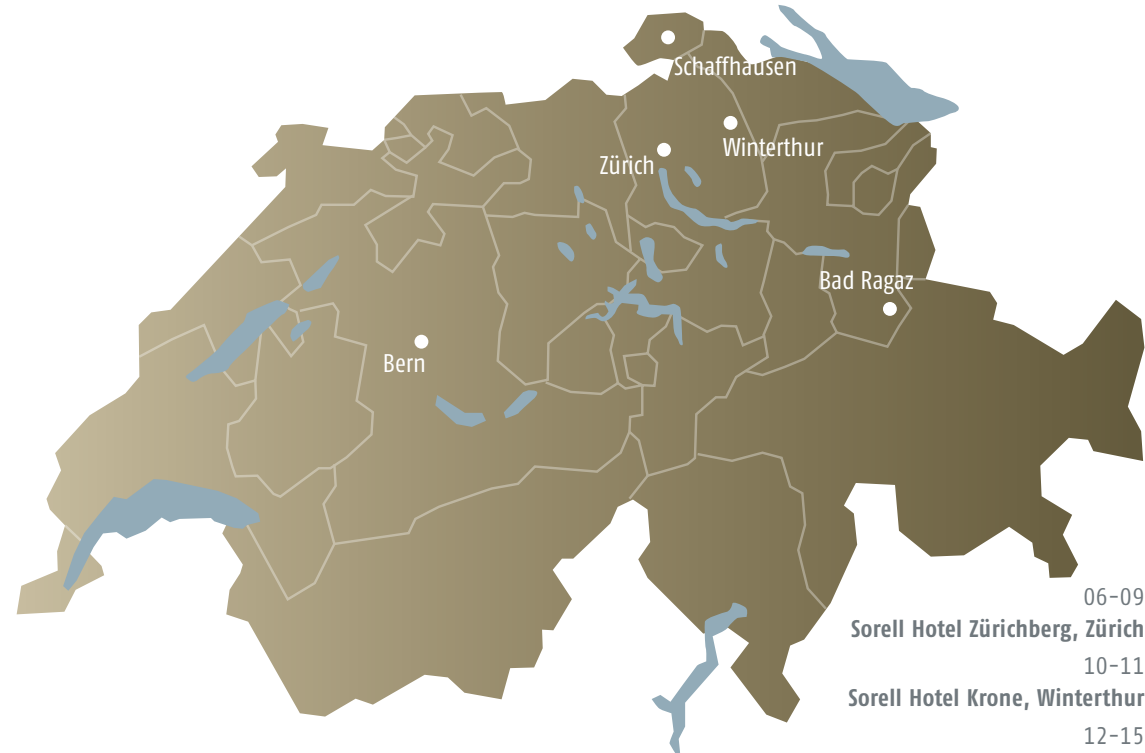 Schaffhausen
Winterthur
Zürich
Bad Ragaz
Bern
06–09
Sorell Hotel Zürichberg, Zürich
10–11
Sorell Hotel Krone, Winterthur
12–15